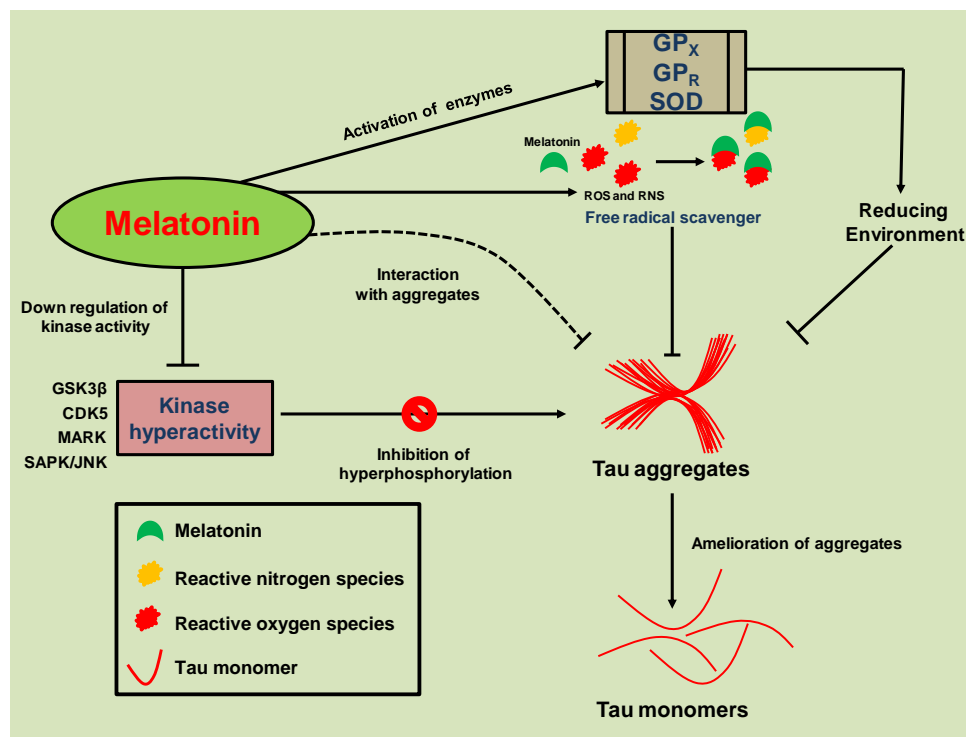 GPX
GPR
SOD
Activation of enzymes
Melatonin
ROS and RNS
Free radical scavenger
Reducing
Environment
Melatonin
Interaction
with aggregates
Down regulation of
kinase activity
GSK3β
CDK5
MARK
SAPK/JNK
Kinase
hyperactivity
Inhibition of
hyperphosphorylation
Tau aggregates
Amelioration of aggregates
Melatonin
Reactive nitrogen species
Reactive oxygen species
Tau monomer
Tau monomers